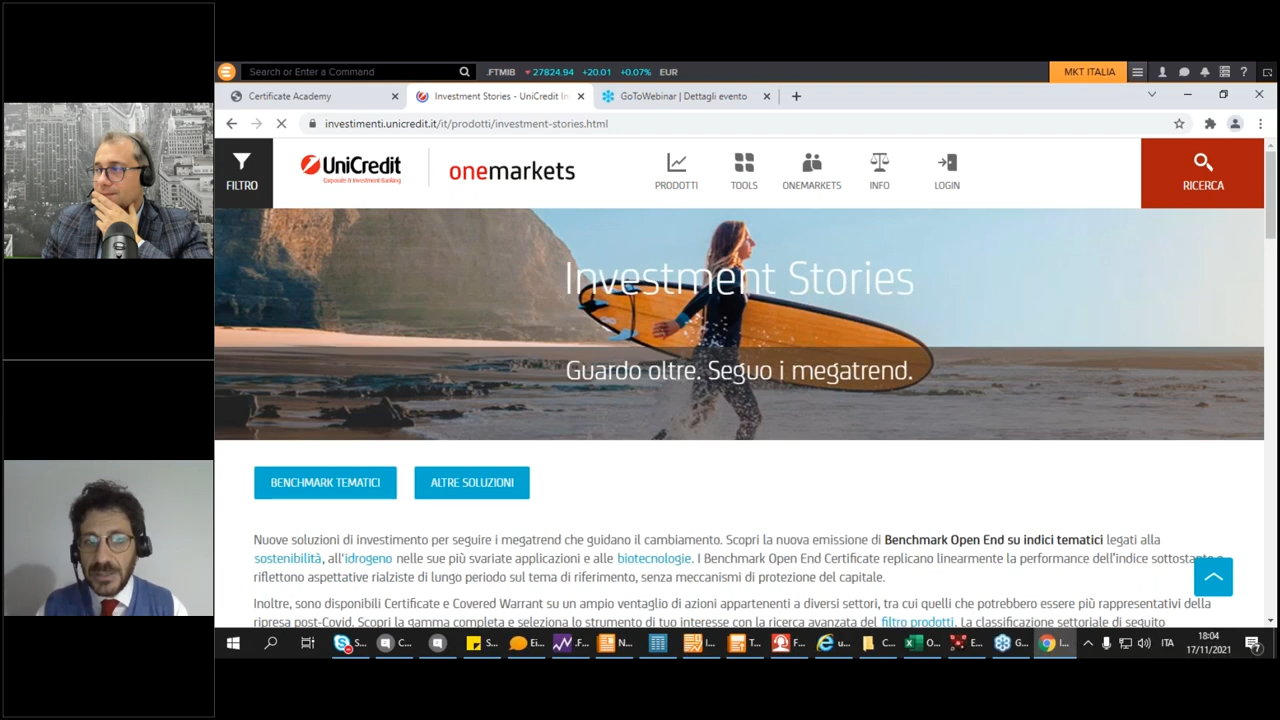 Search or Enter a Command
.FTMIB 27824.94 +20.01 +0.07% EUR
MKT ITALIA
?
Certificate Academy
Investment Stories - UniCredit In
GoToWebinar | Dettagli evento
investimenti.unicredit.it/it/prodotti/investment-stories.html
FILTRO
UniCredit
Corporate & Investment Banking
onemarkets
PRODOTTI
TOOLS
ONEMARKETS
INFO
LOGIN
RICERCA
Investment Stories
Guardo oltre. Seguo i megatrend.
BENCHMARK TEMATICI
ALTRE SOLUZIONI
Nuove soluzioni di investimento per seguire i megatrend che guidano il cambiamento. Scopri la nuova emissione di Benchmark Open End su indici tematici legati alla
sostenibilità, all'idrogeno nelle sue più svariate applicazioni e alle biotecnologie. I Benchmark Open End Certificate replicano linearmente la performance dell'indice sottostante e
riflettono aspettative rialziste di lungo periodo sul tema di riferimento, senza meccanismi di protezione del capitale.
Inoltre, sono disponibili Certificate e Covered Warrant su un ampio ventaglio di azioni appartenenti a diversi settori, tra cui quelli che potrebbero essere più rappresentativi della
ripresa post-Covid. Scopri la gamma completa e seleziona lo strumento di tuo interesse con la ricerca avanzata del filtro prodotti. La classificazione settoriale di seguito
S...
C...
S...
Ei...
.F...
N...
I...
T...
F...
u...
C...
O...
E...
G...
I...
ITA
18:04
17/11/2021
7